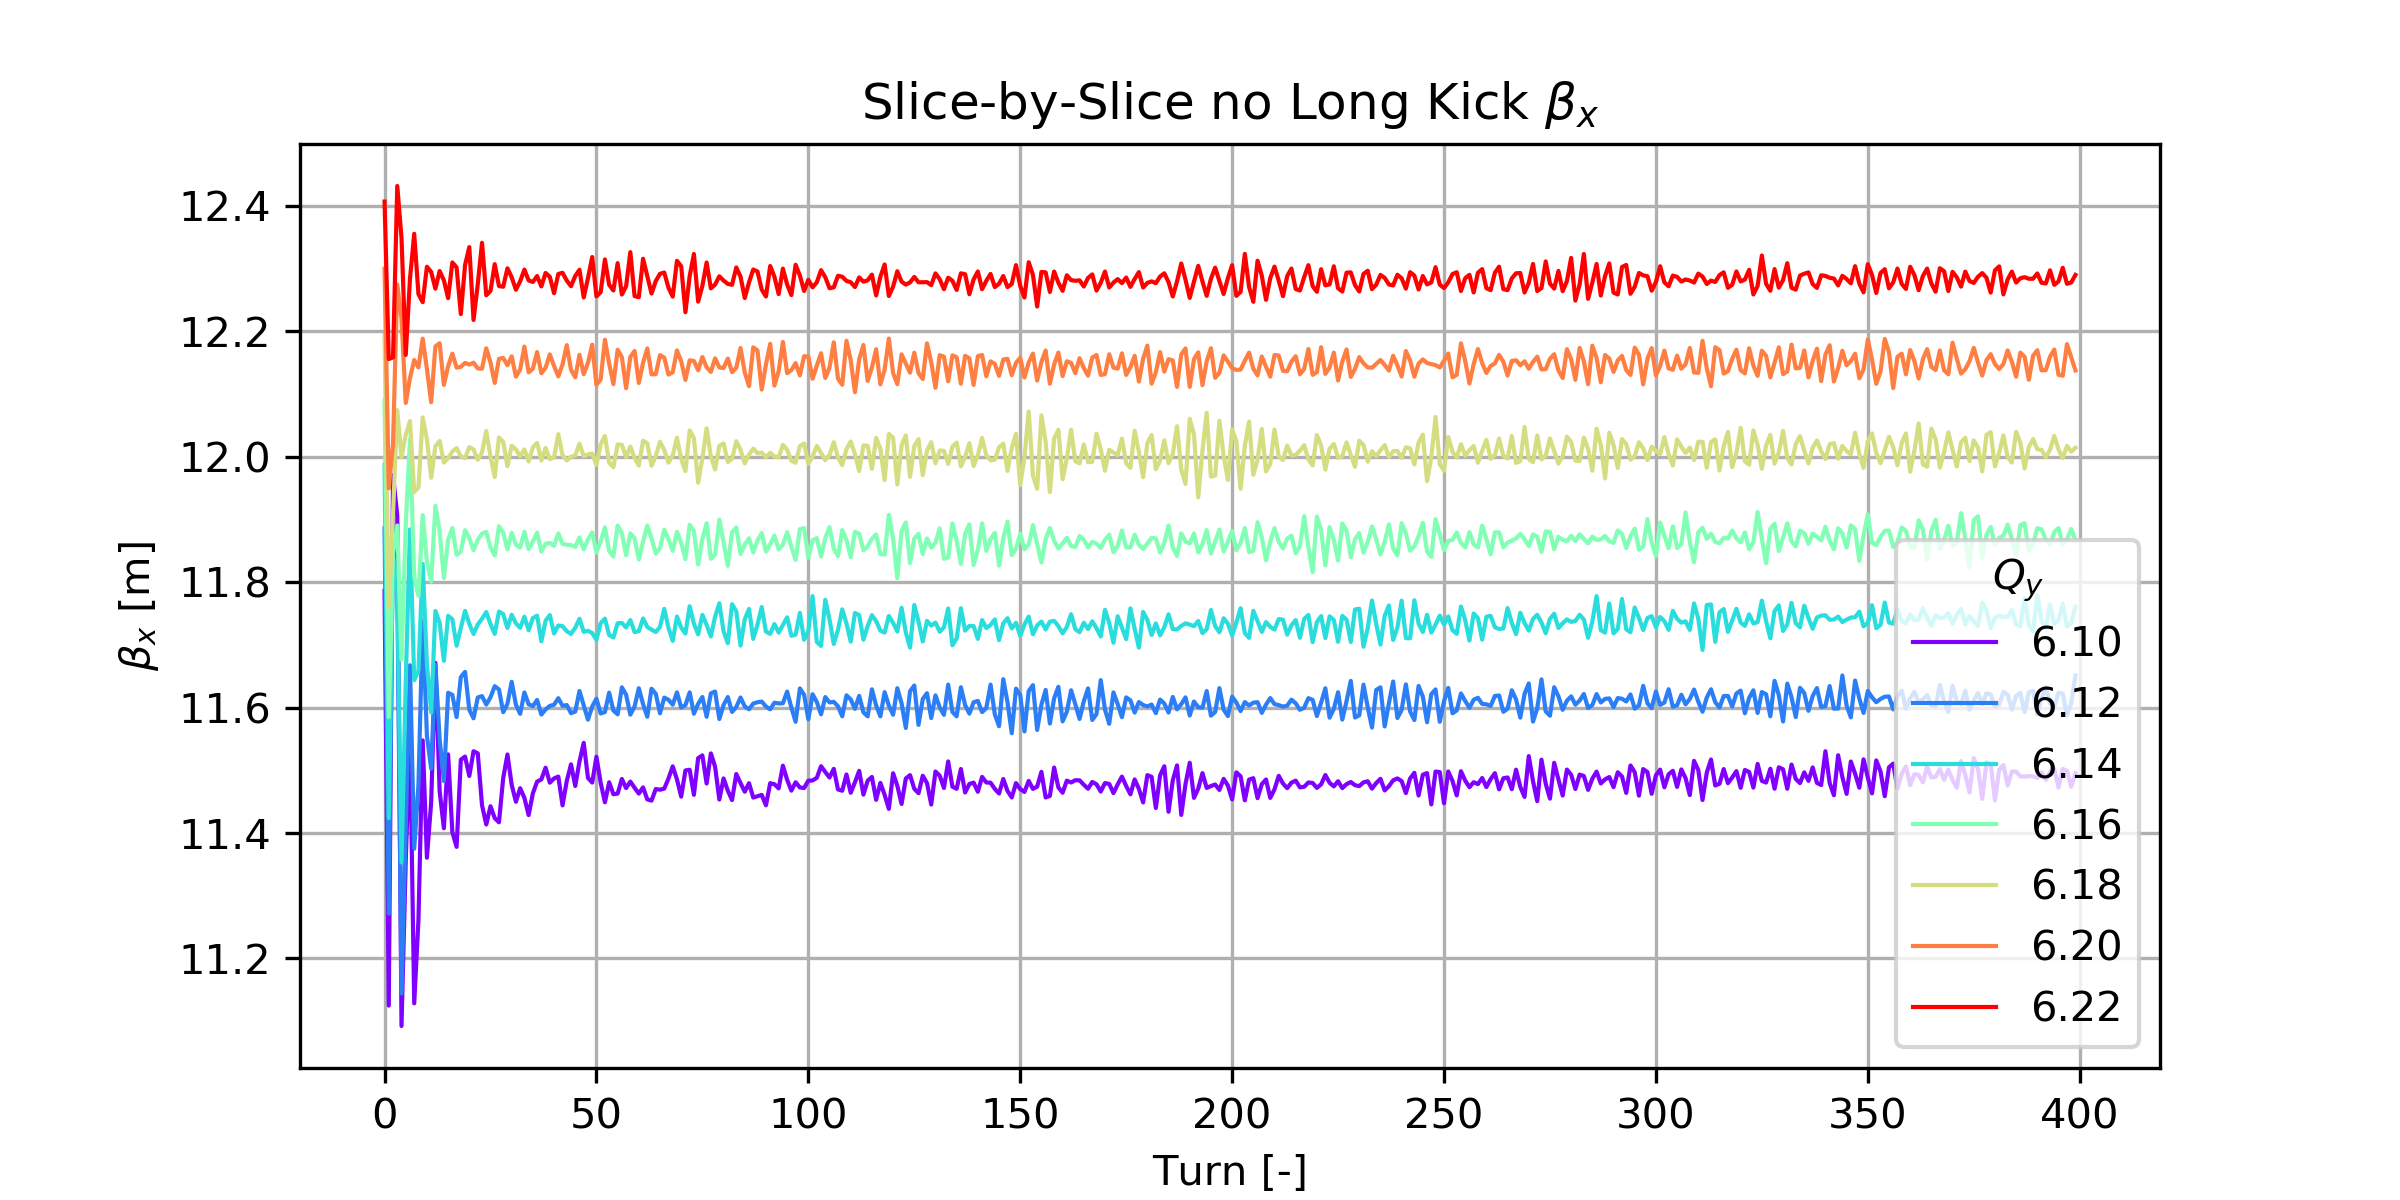 Slice-by-Slice no Long Kick βₓ
βₓ [m]
12.4
12.2
12.0
11.8
11.6
11.4
11.2
0 50 100 150 200 250 300 350 400
Turn [-]
Q_y
6.10
6.12
6.14
6.16
6.18
6.20
6.22